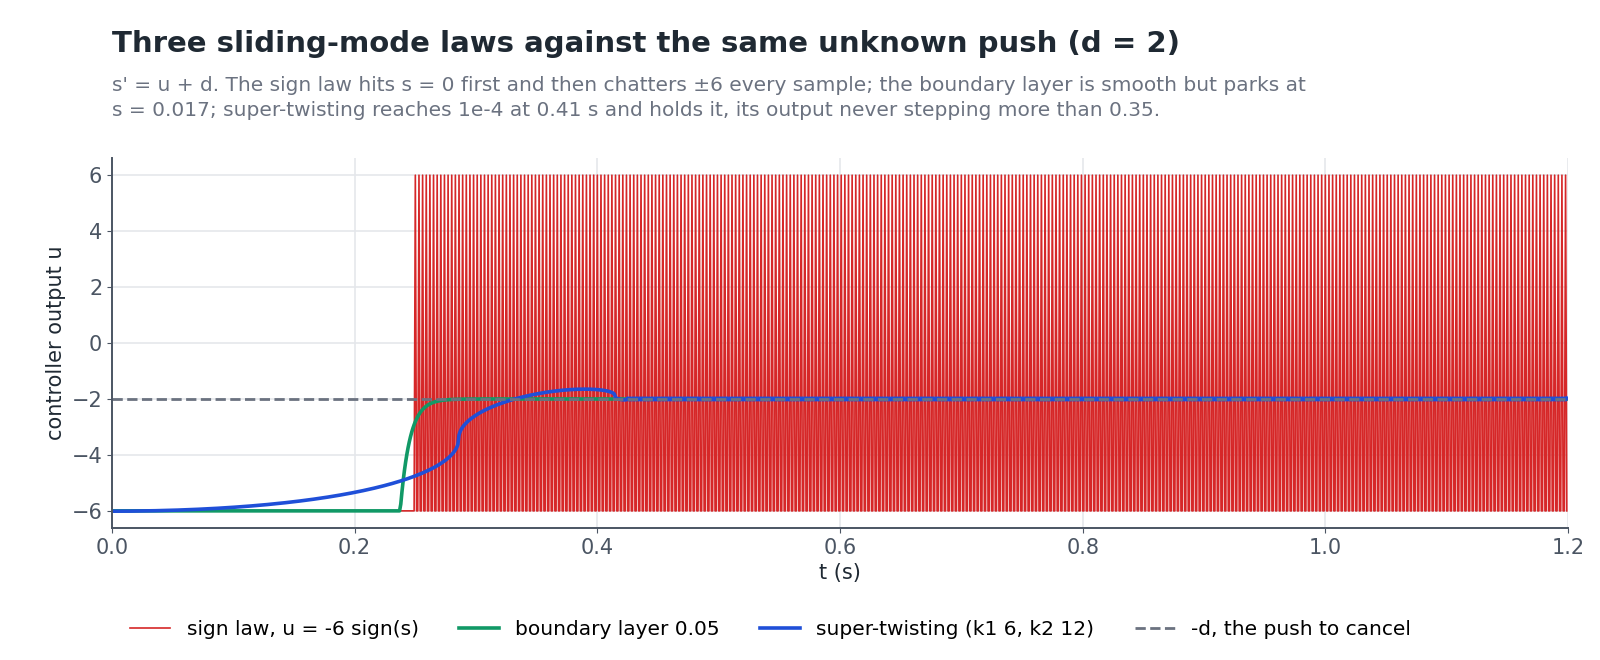 Three sliding-mode laws against the same unknown push (d = 2)
s' = u + d. The sign law hits s = 0 first and then chatters ±6 every sample; the boundary layer is smooth but parks at
s = 0.017; super-twisting reaches 1e-4 at 0.41 s and holds it, its output never stepping more than 0.35.
controller output u
6
4
2
0
−2
−4
−6
0.0 0.2 0.4 0.6 0.8 1.0 1.2
t (s)
sign law, u = -6 sign(s) boundary layer 0.05 super-twisting (k1 6, k2 12) -d, the push to cancel